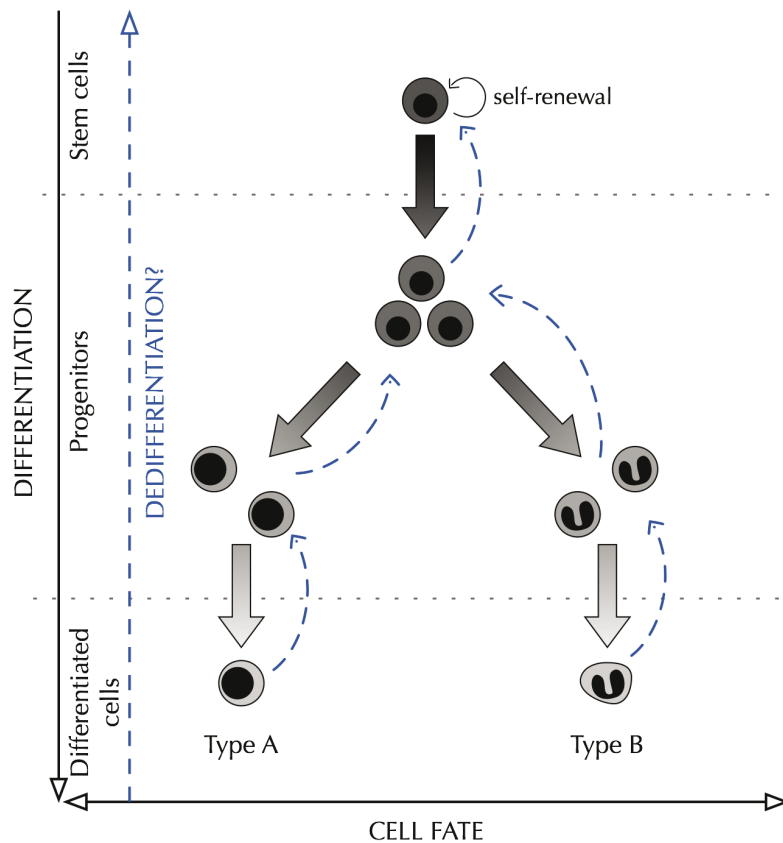 Stem cells
self-renewal
DIFFERENTIATION
DEDIFFERENTIATION?
Progenitors
Differentiated
cells
Type A
Type B
CELL FATE